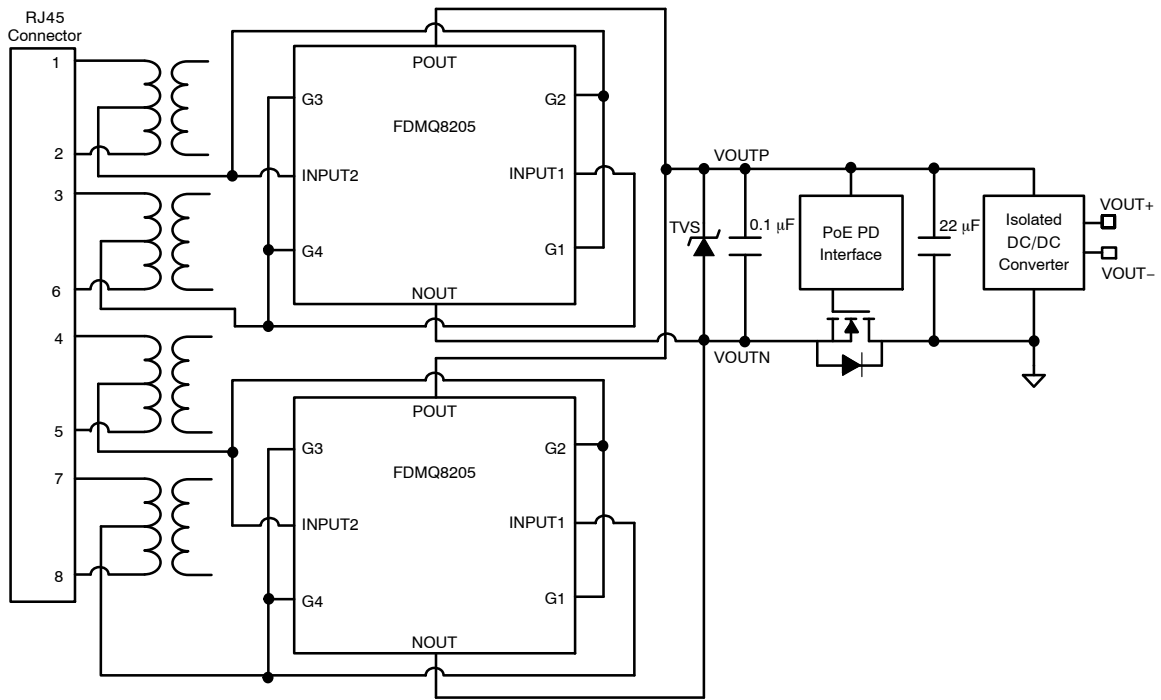 RJ45
Connector
1
2
3
6
4
5
7
8
POUT
G3
G2
FDMQ8205
INPUT2
INPUT1
G4
G1
NOUT
POUT
G3
G2
FDMQ8205
INPUT2
INPUT1
G4
G1
NOUT
VOUTP
TVS
0.1 μF
VOUTN
PoE PD
Interface
22 μF
Isolated
DC/DC
Converter
VOUT+
VOUT−